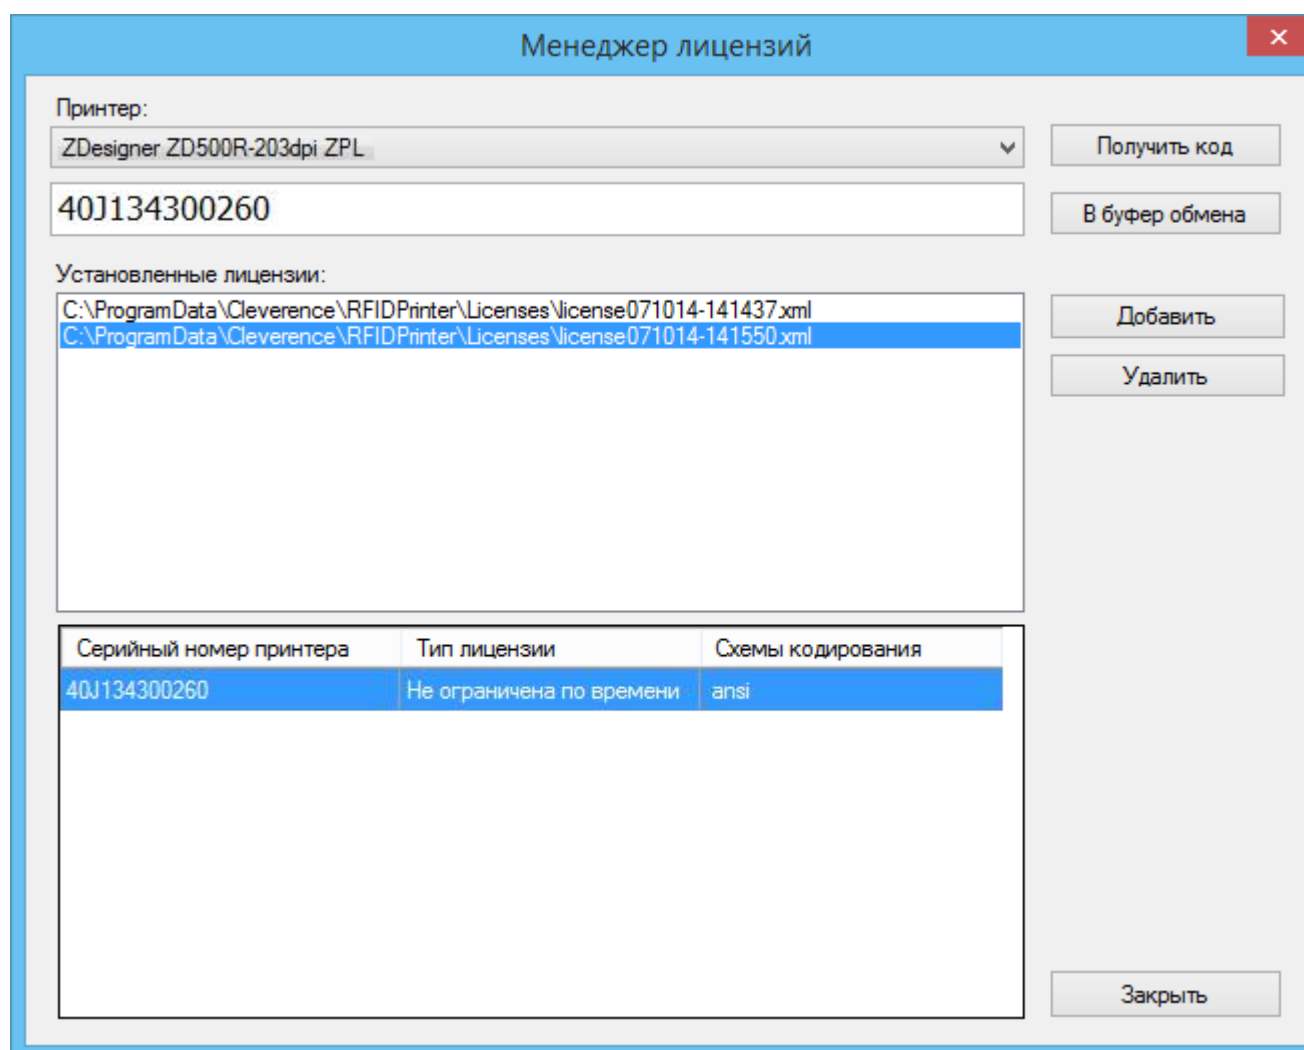 Менеджер лицензий
Принтер:
ZDesigner ZD500R-203dpi ZPL
Получить код
40J134300260
В буфер обмена
Установленные лицензии:
C:\ProgramData\Cleverence\RFIDPrinter\Licenses\license071014-141437.xml
C:\ProgramData\Cleverence\RFIDPrinter\Licenses\license071014-141550.xml
Добавить
Удалить
Серийный номер принтера Тип лицензии Схемы кодирования
40J134300260 Не ограничена по времени ansi
Закрыть